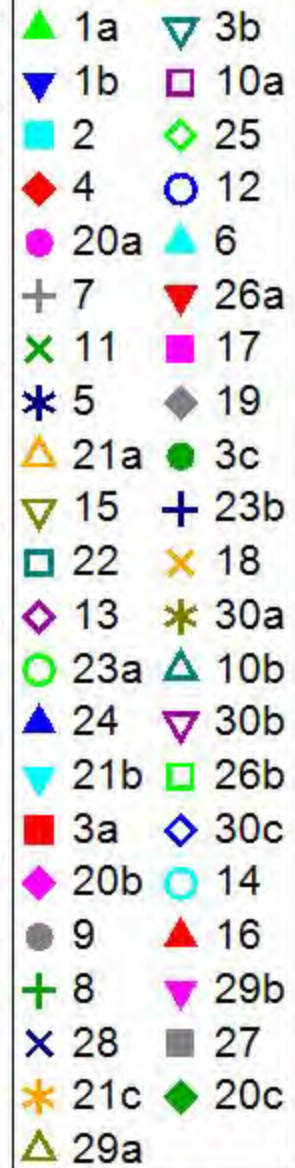 1a 3b
1b 10a
2 25
4 12
20a 6
7 26a
11 17
5 19
21a 3c
15 23b
22 18
13 30a
23a 10b
24 30b
21b 26b
3a 30c
20b 14
9 16
8 29b
28 27
21c 20c
29a